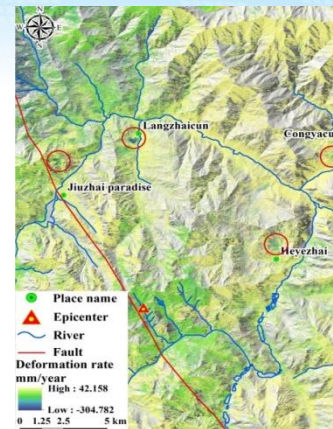 N
W E
S
Langzhaicun
Congyacu
Jiuzhai paradise
Heyezhai
Place name
Epicenter
River
Fault
Deformation rate
mm/year
High : 42.158
Low : -304.782
0 1.25 2.5 5 km